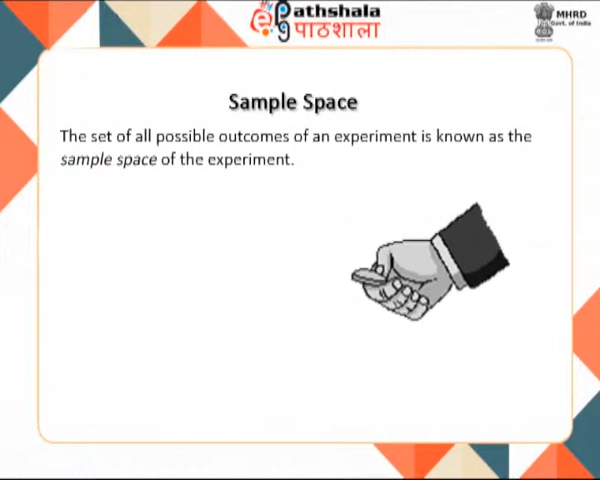 ePathshala
पाठशाला
MHRD
Govt. of India
Sample Space
The set of all possible outcomes of an experiment is known as the
sample space of the experiment.